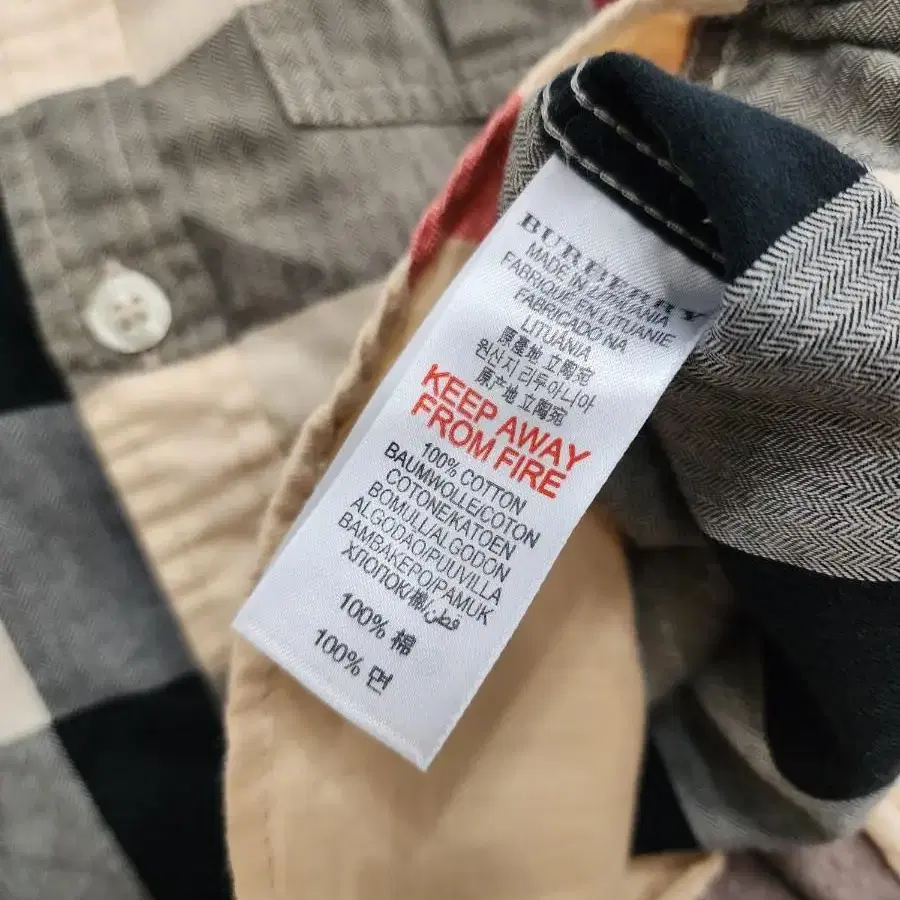 BURBERRY
MADE IN LITHUANIA
FABRIQUE EN LITUANIE
FABRICADO NA
LITUANIA
原產地 立陶宛
원산지 리투아니아
原产地 立陶宛
KEEP AWAY
FROM FIRE
100% COTTON
BAUMWOLLE/COTON
COTONE/KATOEN
BOMULL/ALGODON
ALGODÃO/PUUVILLA
BAMBAKEPO/PAMUK
ХЛОПОК/棉/قطن
100% 棉
100% 면